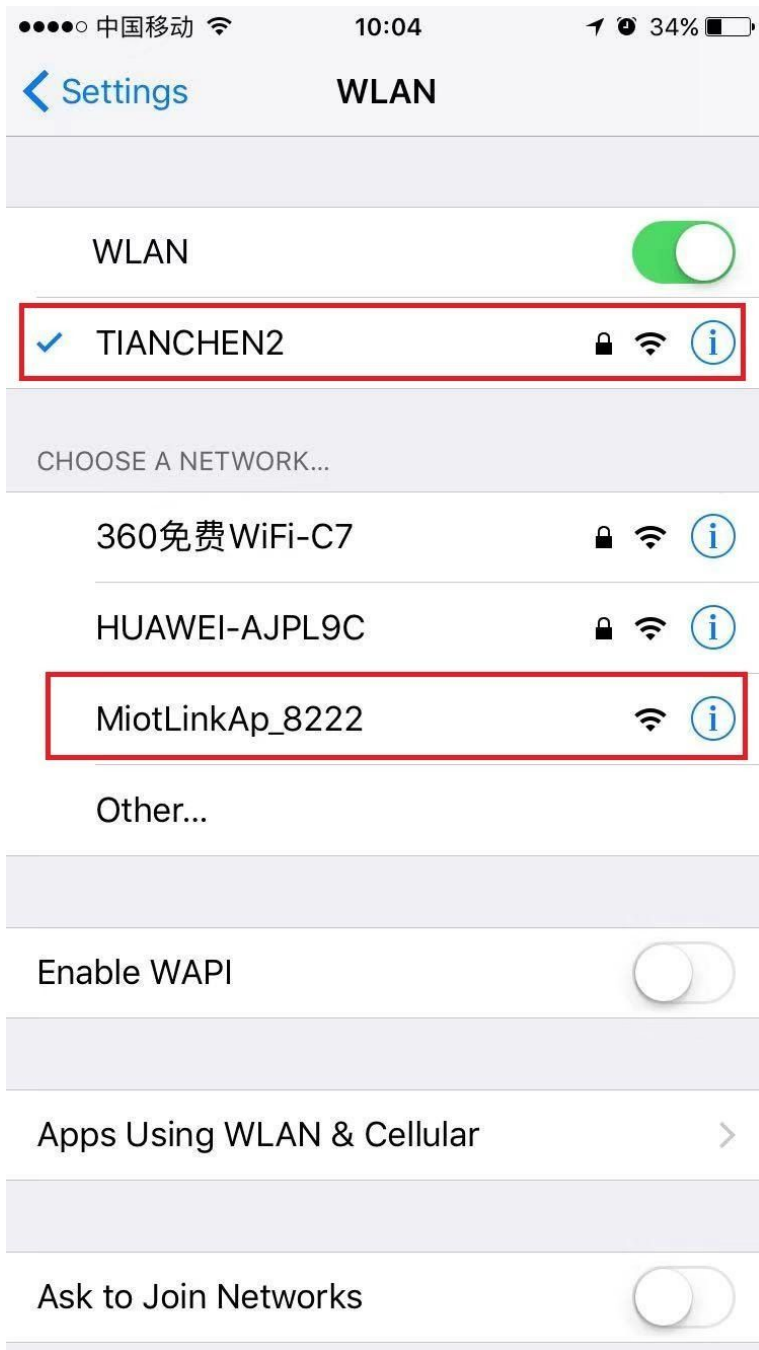 中国移动 10:04 34%
Settings WLAN
WLAN
TIANCHEN2
CHOOSE A NETWORK...
360免费WiFi-C7
HUAWEI-AJPL9C
MiotLinkAp_8222
Other...
Enable WAPI
Apps Using WLAN & Cellular
Ask to Join Networks